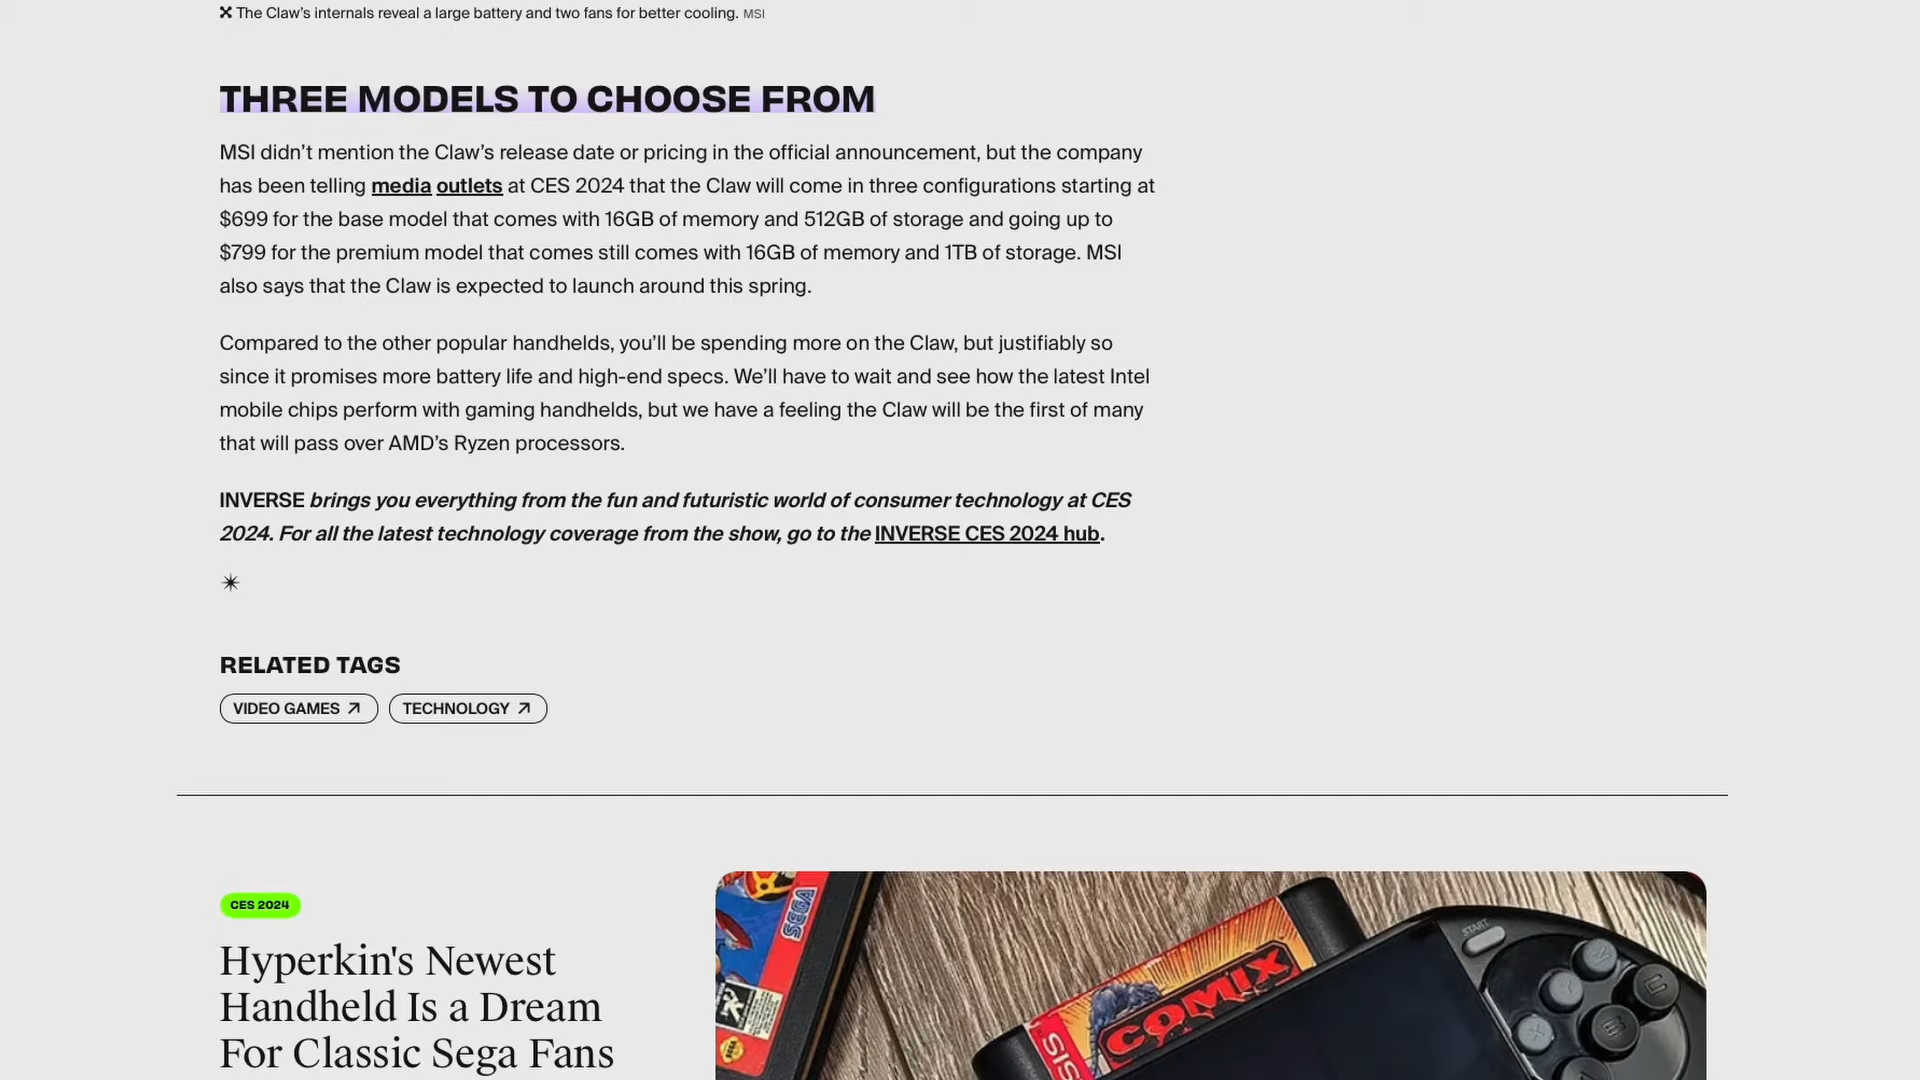 The Claw’s internals reveal a large battery and two fans for better cooling. MSI
THREE MODELS TO CHOOSE FROM
MSI didn’t mention the Claw’s release date or pricing in the official announcement, but the company
has been telling media outlets at CES 2024 that the Claw will come in three configurations starting at
$699 for the base model that comes with 16GB of memory and 512GB of storage and going up to
$799 for the premium model that comes still comes with 16GB of memory and 1TB of storage. MSI
also says that the Claw is expected to launch around this spring.
Compared to the other popular handhelds, you’ll be spending more on the Claw, but justifiably so
since it promises more battery life and high-end specs. We’ll have to wait and see how the latest Intel
mobile chips perform with gaming handhelds, but we have a feeling the Claw will be the first of many
that will pass over AMD’s Ryzen processors.
INVERSE brings you everything from the fun and futuristic world of consumer technology at CES
2024. For all the latest technology coverage from the show, go to the INVERSE CES 2024 hub.
RELATED TAGS
VIDEO GAMES
TECHNOLOGY
CES 2024
Hyperkin's Newest
Handheld Is a Dream
For Classic Sega Fans
SEGA
COMIX
START